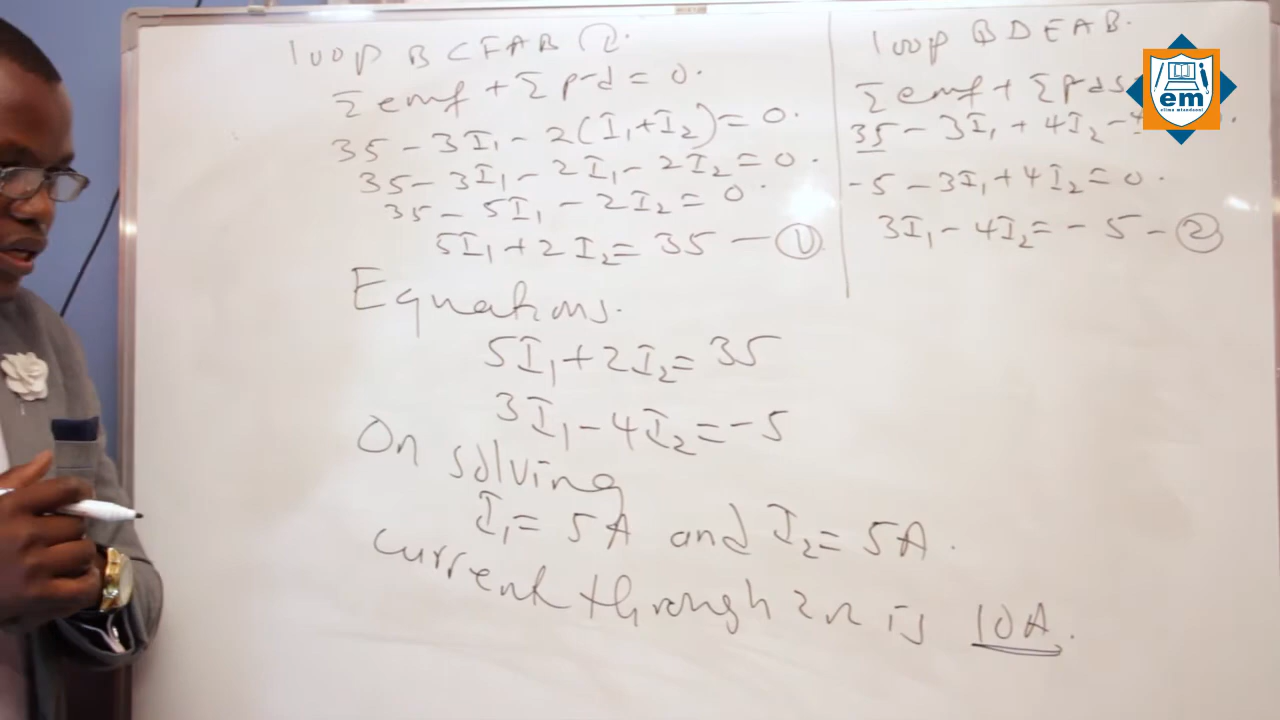 loop BCFAB
Σemf + Σp-d = 0.
35 - 3I₁ - 2(I₁+I₂) = 0.
35 - 3I₁ - 2I₁ - 2I₂ = 0.
35 - 5I₁ - 2I₂ = 0.
5I₁ + 2I₂ = 35 — ①
loop BDEAB.
Σemf + Σpds
35 - 3I₁ + 4I₂ - 4
-5 - 3I₁ + 4I₂ = 0.
3I₁ - 4I₂ = -5 - ②
Equations.
5I₁ + 2I₂ = 35
3I₁ - 4I₂ = -5
On solving
I₁ = 5A and I₂ = 5A.
current through 2Ω is 10A.
em